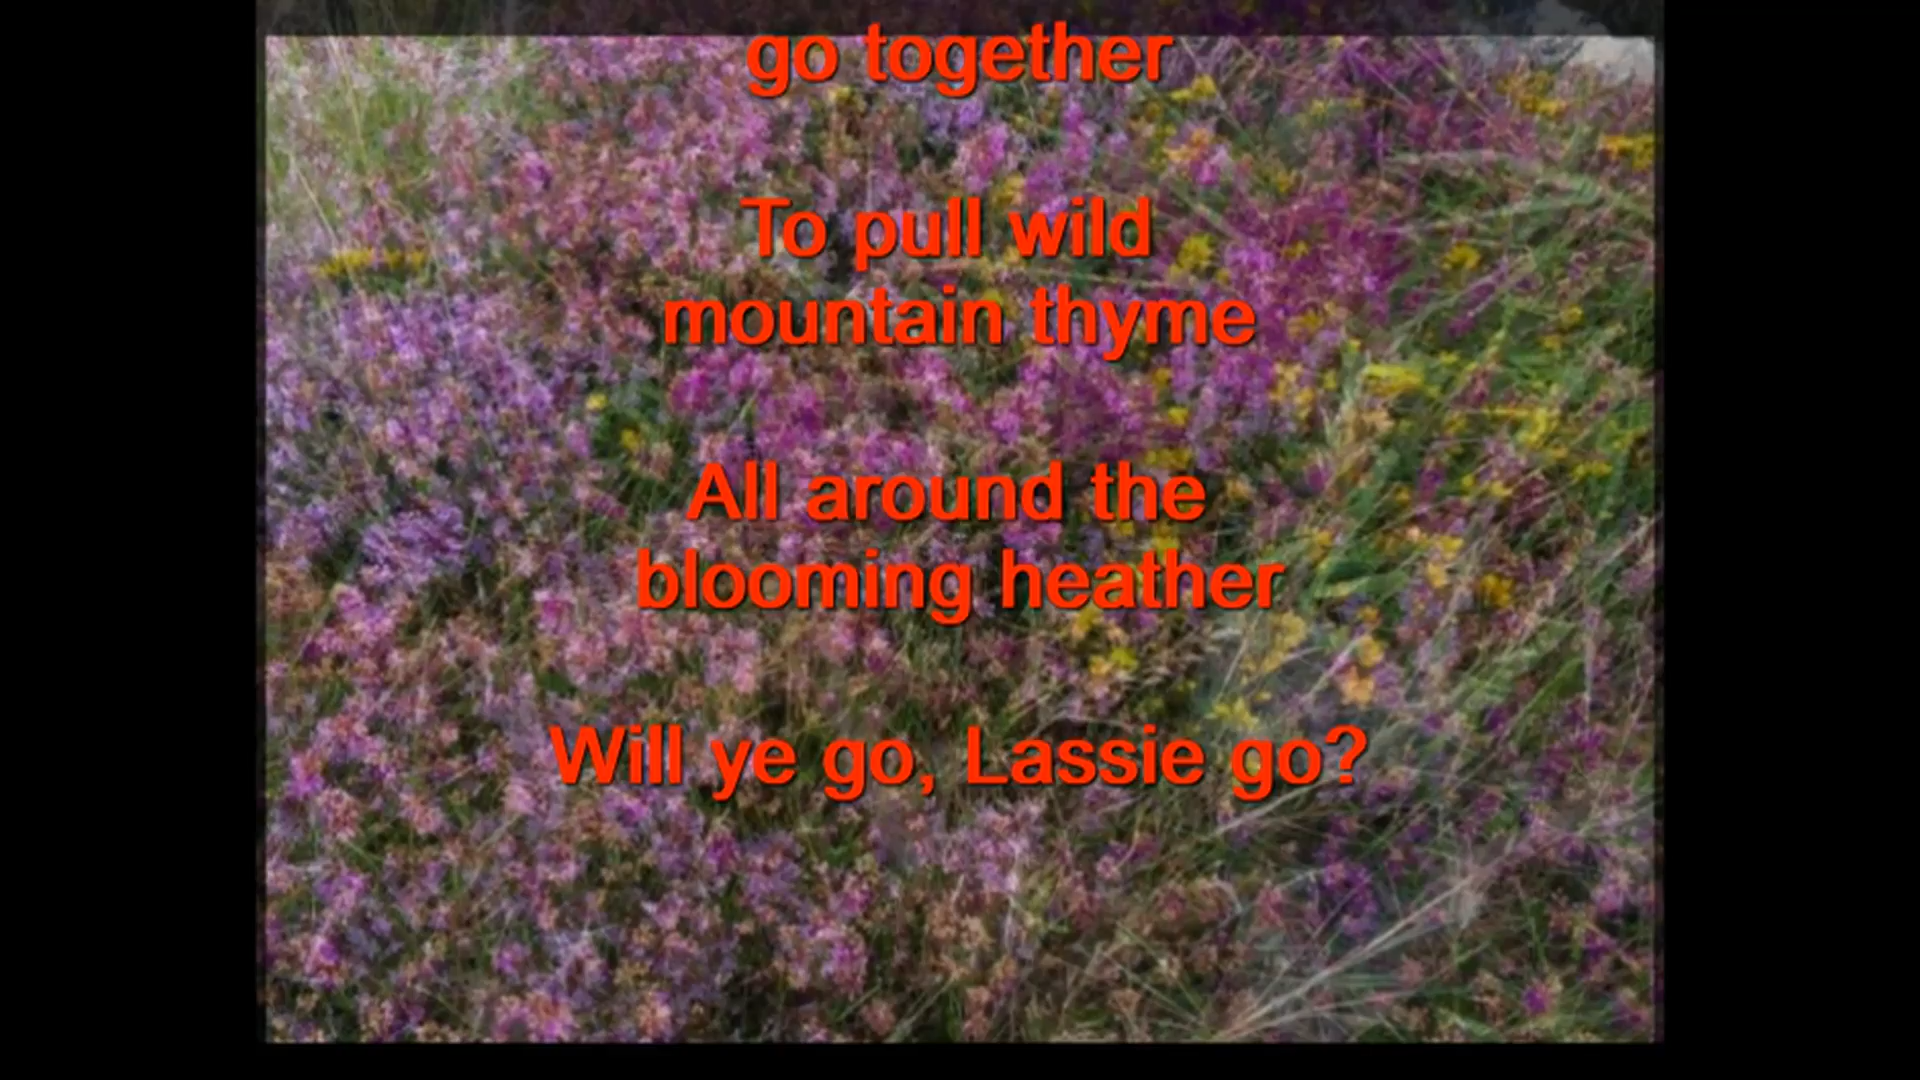 go together
To pull wild
mountain thyme
All around the
blooming heather
Will ye go, Lassie go?